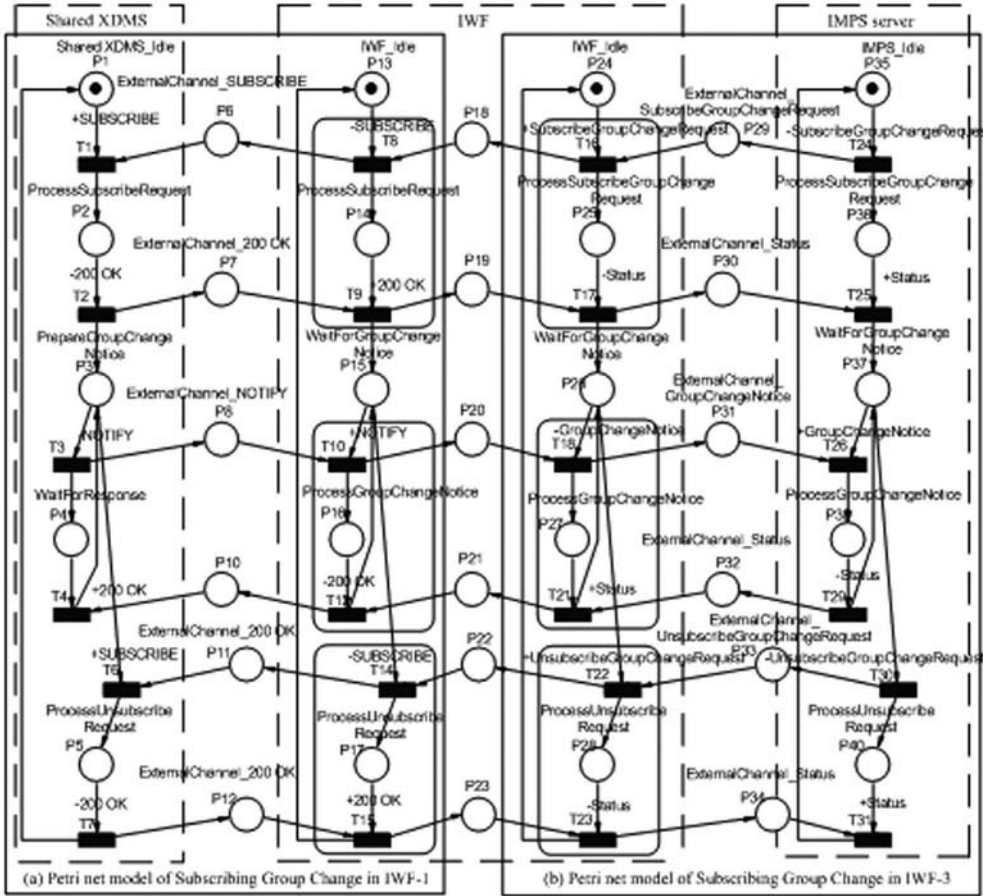 Shared XDMS
IWF
IMPS server
Shared XDMS_Idle
P1
ExternalChannel_SUBSCRIBE
IWF_Idle
P13
IWF_Idle
P24
IMPS_Idle
P35
ExternalChannel_
SubscribeGroupChangeRequest
+SUBSCRIBE
P6
-SUBSCRIBE
P18
+SubscribeGroupChangeRequest
P29
-SubscribeGroupChangeRequest
T1
T8
T16
T24
ProcessSubscribeRequest
ProcessSubscribeRequest
ProcessSubscribeGroupChange
Request
ProcessSubscribeGroupChange
Request
P2
P14
P25
P36
ExternalChannel_200 OK
ExternalChannel_Status
-200 OK
P7
+200 OK
P19
-Status
P30
+Status
T2
T9
T17
T25
PrepareGroupChange
Notice
WaitForGroupChange
Notice
WaitForGroupChange
Notice
WaitForGroupChange
Notice
P3
P15
P26
P37
ExternalChannel_NOTIFY
ExternalChannel_
GroupChangeNotice
-NOTIFY
P8
+NOTIFY
P20
-GroupChangeNotice
P31
+GroupChangeNotice
T3
T10
T18
T26
WaitForResponse
ProcessGroupChangeNotice
ProcessGroupChangeNotice
ProcessGroupChangeNotice
P4
P16
P27
ExternalChannel_Status
+200 OK
P10
-200 OK
P21
+Status
P32
-Status
T4
T21
T29
ExternalChannel_200 OK
ExternalChannel_
UnsubscribeGroupChangeRequest
+SUBSCRIBE
P11
-SUBSCRIBE
P22
+UnsubscribeGroupChangeRequest
P33
-UnsubscribeGroupChangeRequest
T6
T14
T22
T30
ProcessUnsubscribe
Request
ProcessUnsubscribe
Request
ProcessUnsubscribe
Request
ProcessUnsubscribe
Request
P5
P17
P28
P40
ExternalChannel_200 OK
ExternalChannel_Status
-200 OK
P12
+200 OK
P23
-Status
P34
+Status
T7
T15
T23
T31
(a) Petri net model of Subscribing Group Change in IWF-1
(b) Petri net model of Subscribing Group Change in IWF-3